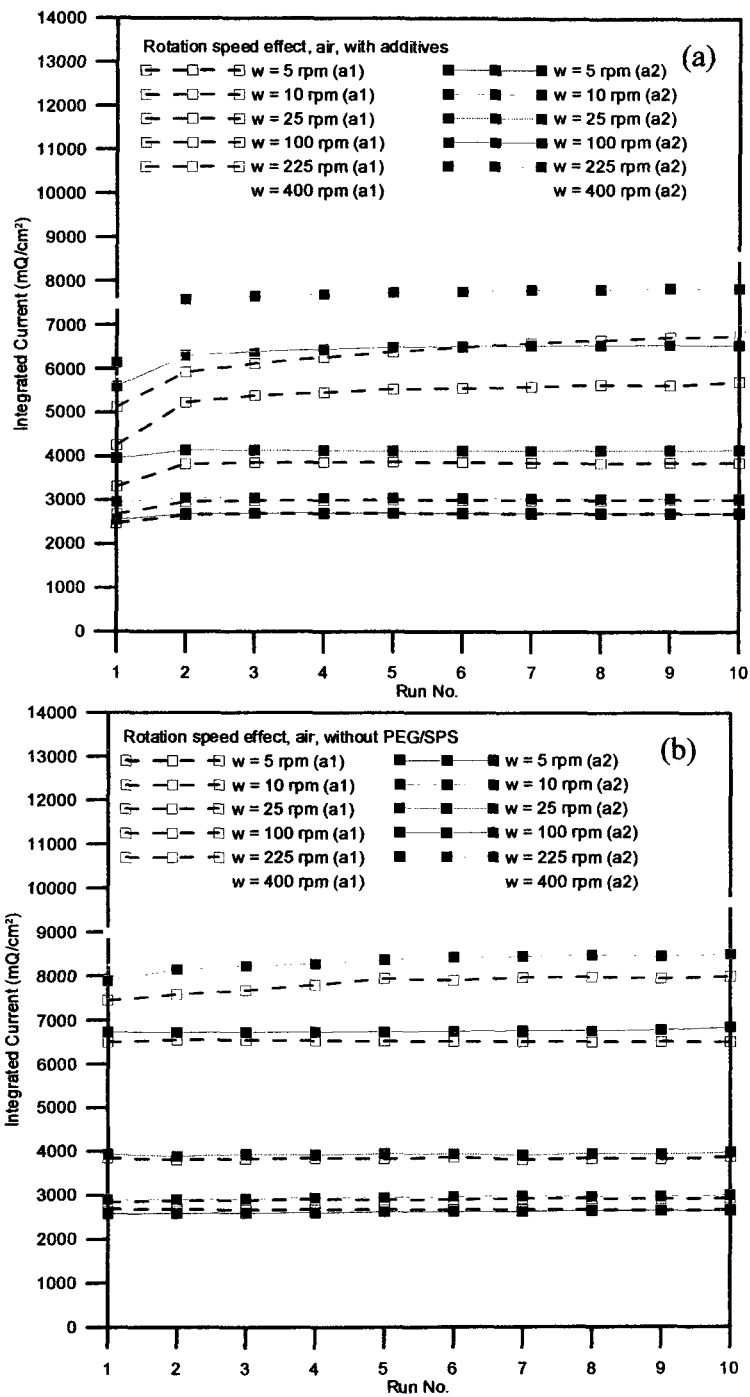 14000
13000
12000
11000
10000
9000
8000
7000
6000
5000
4000
3000
2000
1000
0
Integrated Current (mQ/cm²)
Rotation speed effect, air, with additives
(a)
w = 5 rpm (a1)
w = 10 rpm (a1)
w = 25 rpm (a1)
w = 100 rpm (a1)
w = 225 rpm (a1)
w = 400 rpm (a1)
w = 5 rpm (a2)
w = 10 rpm (a2)
w = 25 rpm (a2)
w = 100 rpm (a2)
w = 225 rpm (a2)
w = 400 rpm (a2)
1 2 3 4 5 6 7 8 9 10
Run No.
14000
13000
12000
11000
10000
9000
8000
7000
6000
5000
4000
3000
2000
1000
0
Integrated Current (mQ/cm²)
Rotation speed effect, air, without PEG/SPS
(b)
w = 5 rpm (a1)
w = 10 rpm (a1)
w = 25 rpm (a1)
w = 100 rpm (a1)
w = 225 rpm (a1)
w = 400 rpm (a1)
w = 5 rpm (a2)
w = 10 rpm (a2)
w = 25 rpm (a2)
w = 100 rpm (a2)
w = 225 rpm (a2)
w = 400 rpm (a2)
1 2 3 4 5 6 7 8 9 10
Run No.